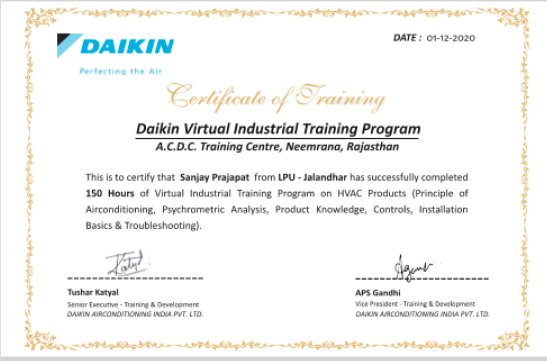 DAIKIN
Perfecting the Air
DATE : 01-12-2020
Certificate of Training
Daikin Virtual Industrial Training Program
A.C.D.C. Training Centre, Neemrana, Rajasthan
This is to certify that Sanjay Prajapat from LPU - Jalandhar has successfully completed
150 Hours of Virtual Industrial Training Program on HVAC Products (Principle of
Airconditioning, Psychrometric Analysis, Product Knowledge, Controls, Installation
Basics & Troubleshooting).
Katyal
Tushar Katyal
Senior Executive - Training & Development
DAIKIN AIRCONDITIONING INDIA PVT. LTD.
APS Gandhi
Vice President - Training & Development
DAIKIN AIRCONDITIONING INDIA PVT. LTD.